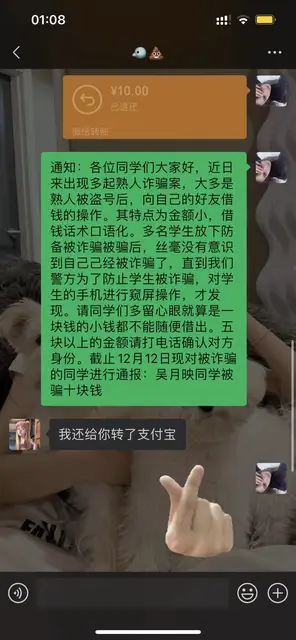 01:08
¥10.00
已退还
微信转账
通知：各位同学们大家好，近日
来出现多起熟人诈骗案，大多是
熟人被盗号后，向自己的好友借
钱的操作。其特点为金额小，借
钱话术口语化。多名学生放下防
备被诈骗被骗后，丝毫没有意识
到自己已经被诈骗了，直到我们
警方为了防止学生被诈骗，对学
生的手机进行窥屏操作，才发
现。请同学们多留心眼就算是一
块钱的小钱都不能随便借出。五
块以上的金额请打电话确认对方
身份。截止12月12日现对被诈骗
的同学进行通报：吴月映同学被
骗十块钱
我还给你转了支付宝